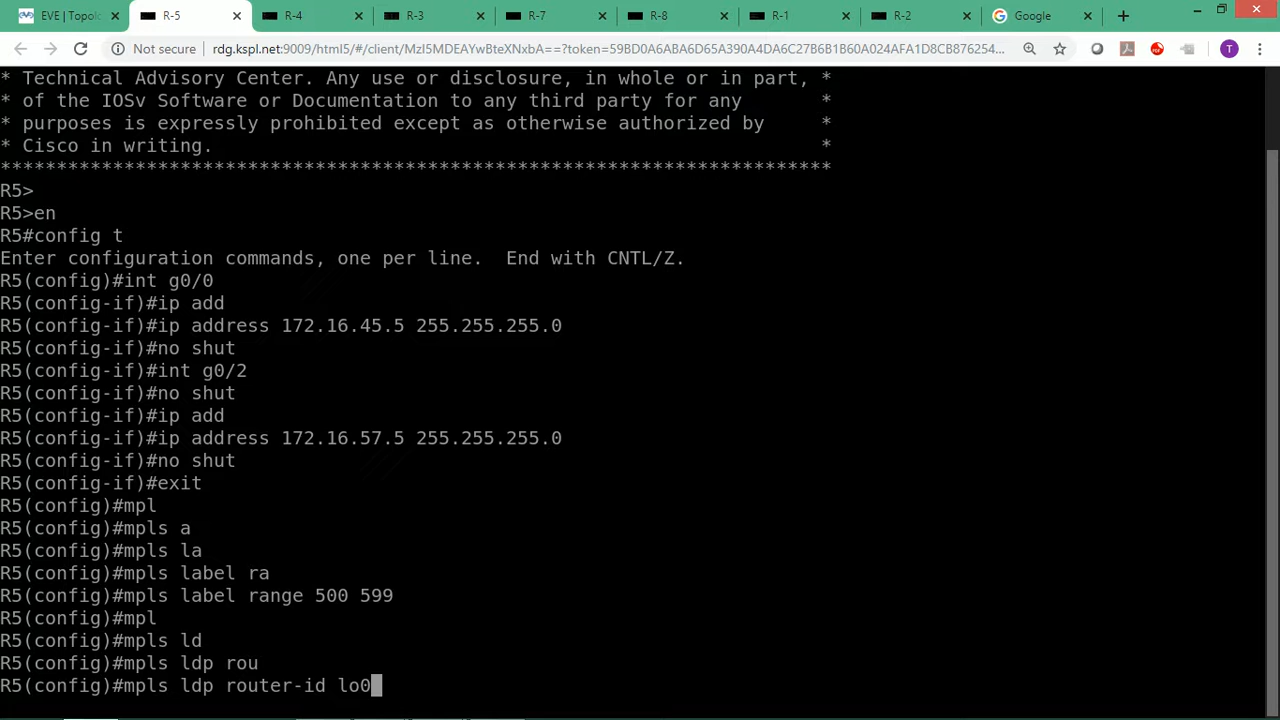 EVE | Topol
R-5
R-4
R-3
R-7
R-8
R-1
R-2
Google
Not secure
rdg.kspl.net:9009/html5/#/client/MzI5MDEAYwBteXNxbA==?token=59BD0A6ABA6D65A390A4DA6C27B6B1B60A024AFA1D8CB876254...
T
* Technical Advisory Center. Any use or disclosure, in whole or in part, *
* of the IOSv Software or Documentation to any third party for any *
* purposes is expressly prohibited except as otherwise authorized by *
* Cisco in writing. *
**************************************************************************
R5>
R5>en
R5#config t
Enter configuration commands, one per line. End with CNTL/Z.
R5(config)#int g0/0
R5(config-if)#ip add
R5(config-if)#ip address 172.16.45.5 255.255.255.0
R5(config-if)#no shut
R5(config-if)#int g0/2
R5(config-if)#no shut
R5(config-if)#ip add
R5(config-if)#ip address 172.16.57.5 255.255.255.0
R5(config-if)#no shut
R5(config-if)#exit
R5(config)#mpl
R5(config)#mpls a
R5(config)#mpls la
R5(config)#mpls label ra
R5(config)#mpls label range 500 599
R5(config)#mpl
R5(config)#mpls ld
R5(config)#mpls ldp rou
R5(config)#mpls ldp router-id lo0